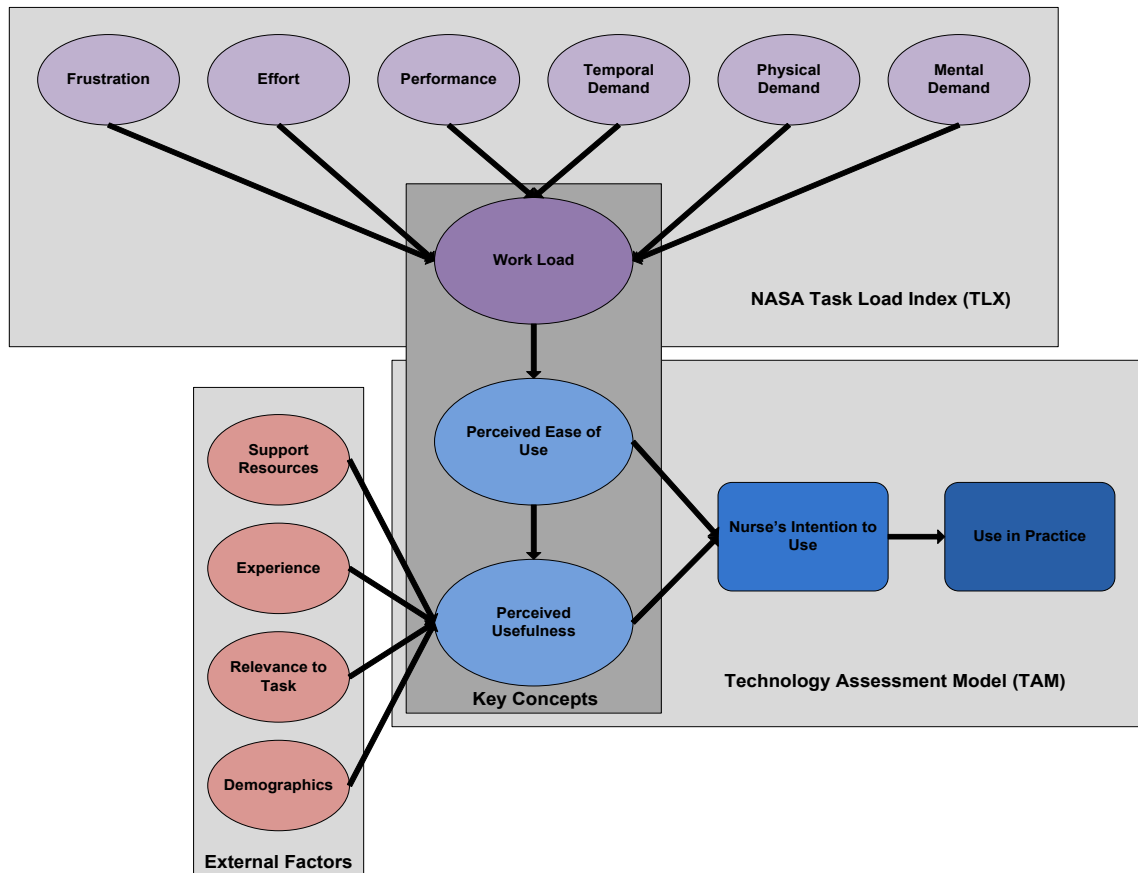 Frustration
Effort
Performance
Temporal
Demand
Physical
Demand
Mental
Demand
Work Load
NASA Task Load Index (TLX)
Perceived Ease of
Use
Support
Resources
Nurse's Intention to
Use
Use in Practice
Experience
Perceived
Usefulness
Relevance to
Task
Technology Assessment Model (TAM)
Key Concepts
Demographics
External Factors